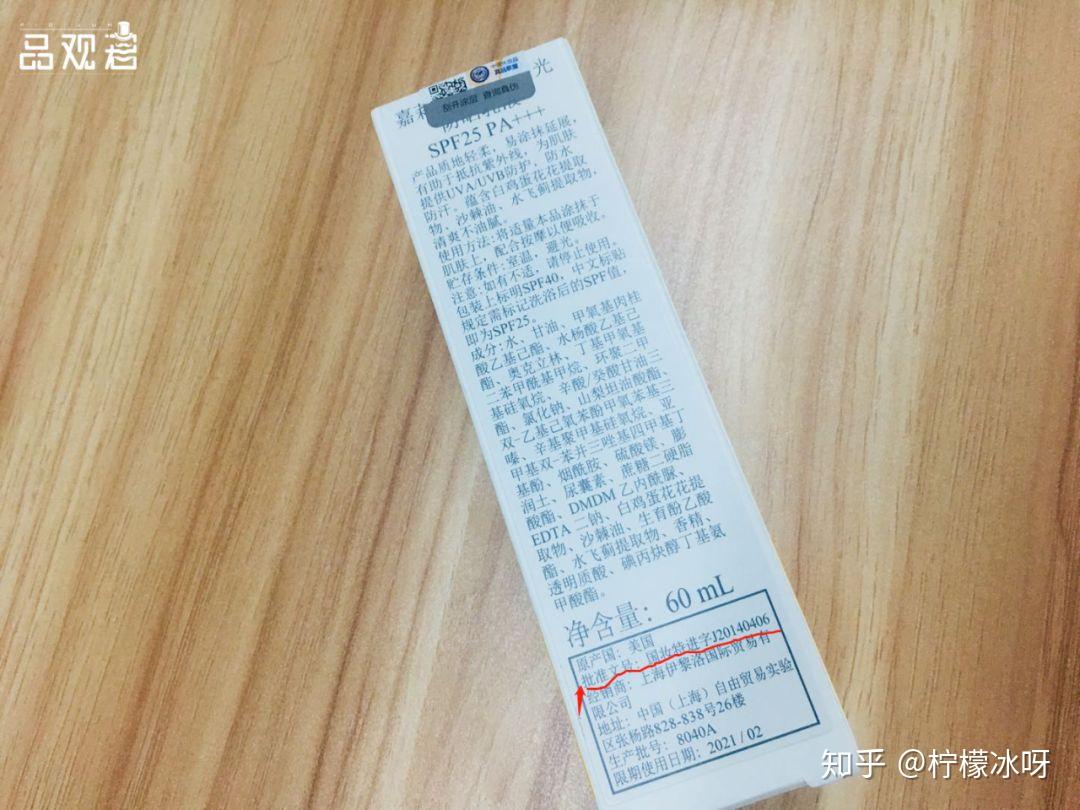 品观君
嘉
光
刮开涂层 查询真伪
防晒乳液
SPF25 PA+++
产品质地轻柔，易涂抹延展，
有助于抵抗紫外线，为肌肤
提供UVA/UVB防护，防水
防汗。蕴含白鸡蛋花花提取
物、沙棘油、水飞蓟提取物，
清爽不油腻。
使用方法：将适量本品涂抹于
肌肤上，配合按摩以便吸收。
贮存条件：室温，避光。
注意：如有不适，请停止使用。
包装上标明SPF40，中文标贴
规定需标记洗浴后的SPF值，
即为SPF25。
成分：水、甘油、甲氧基肉桂
酸乙基己酯、水杨酸乙基己
酯、奥克立林、丁基甲氧基
二苯甲酰基甲烷、环聚二甲
基硅氧烷、辛酸/癸酸甘油三
酯、氯化钠、山梨坦油酸酯、
双-乙基己氧苯酚甲氧苯基三
嗪、辛基聚甲基硅氧烷、亚
甲基双-苯并三唑基四甲基丁
基酚、烟酰胺、硫酸镁、膨
润土、尿囊素、蔗糖二硬脂
酸酯、DMDM 乙内酰脲、
EDTA 二钠、白鸡蛋花花提
取物、沙棘油、生育酚乙酸
酯、水飞蓟提取物、香精、
透明质酸、碘丙炔醇丁基氨
甲酸酯。
净含量：60 mL
原产国：美国
批准文号：国妆特进字J20140406
经销商：上海伊黎洛国际贸易有
限公司
地址：中国（上海）自由贸易实验
区张杨路828-838号26楼
生产批号：8040A
限期使用日期：2021 / 02
知乎 @柠檬冰呀